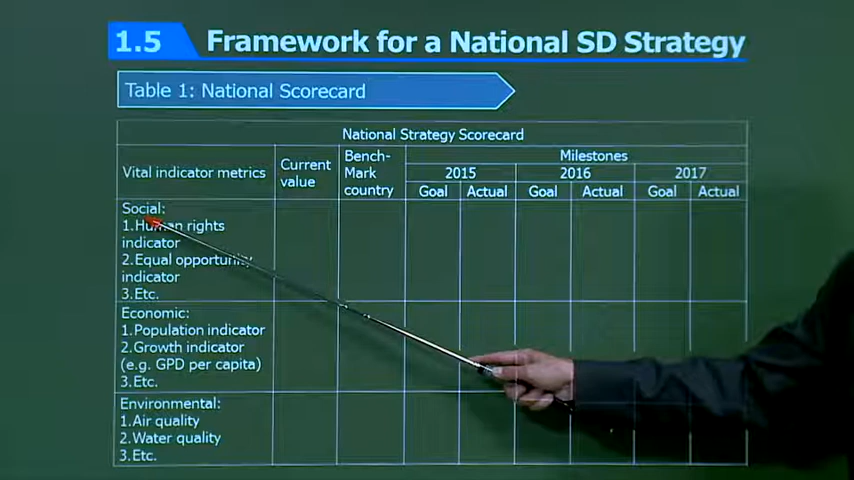 1.5 Framework for a National SD Strategy
Table 1: National Scorecard
National Strategy Scorecard
Vital indicator metrics
Current
value
Bench-
Mark
country
Milestones
2015 2016 2017
Goal Actual Goal Actual Goal Actual
Social:
1.Human rights
indicator
2.Equal opportunity
indicator
3.Etc.
Economic:
1.Population indicator
2.Growth indicator
(e.g. GPD per capita)
3.Etc.
Environmental:
1.Air quality
2.Water quality
3.Etc.